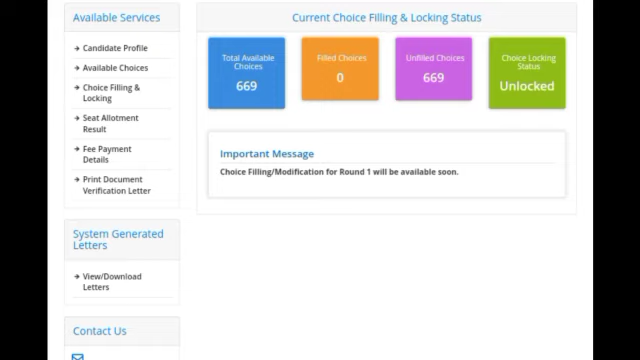 Available Services
→ Candidate Profile
→ Available Choices
→ Choice Filling &
Locking
→ Seat Allotment
Result
→ Fee Payment
Details
→ Print Document
Verification Letter
System Generated
Letters
→ View/Download
Letters
Contact Us
Current Choice Filling & Locking Status
Total Available
Choices
669
Filled Choices
0
Unfilled Choices
669
Choice Locking
Status
Unlocked
Important Message
Choice Filling/Modification for Round 1 will be available soon.